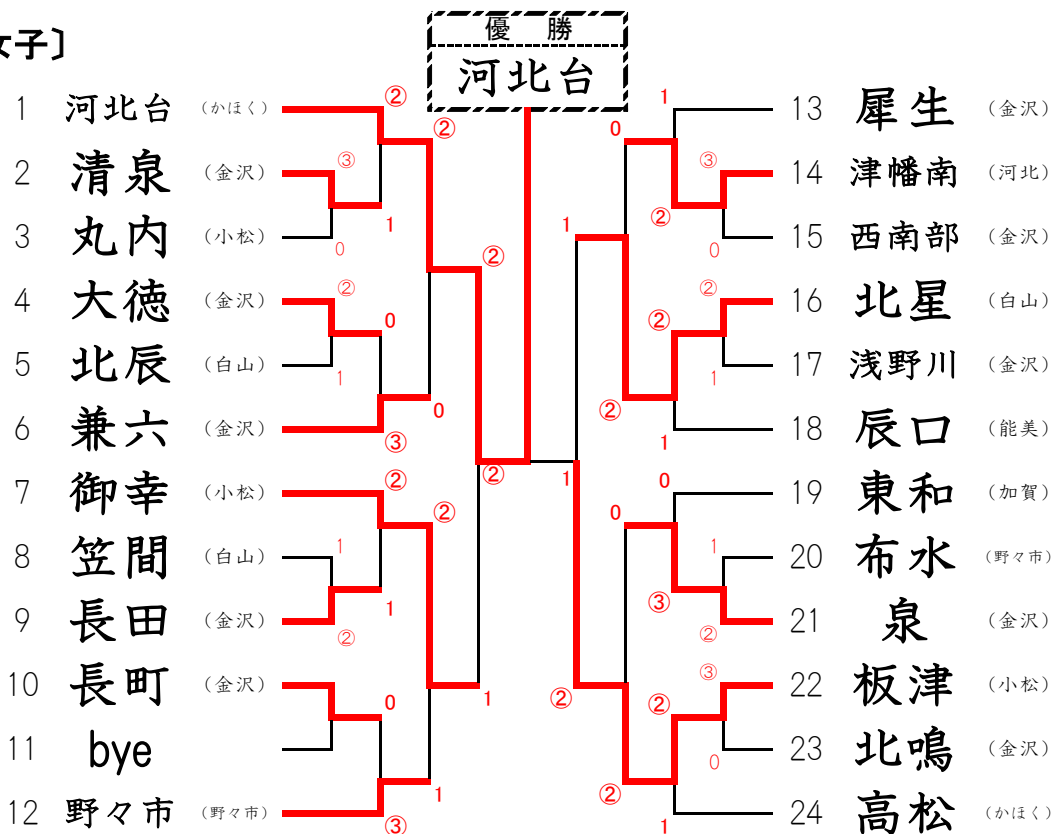 女子〕
優 勝
河北台
1 河北台 (かほく)
2 清泉 (金沢)
3 丸内 (小松)
4 大徳 (金沢)
5 北辰 (白山)
6 兼六 (金沢)
7 御幸 (小松)
8 笠間 (白山)
9 長田 (金沢)
10 長町 (金沢)
11 bye
12 野々市 (野々市)
② ② ③ 0 1 ② 1 0 ③ 0 ②
② ② 1 ② 1 0 ③ 1 1 ②
1 0 ③ 0 ② ② 1 ② 1 ② 1
0 0 1 ② ③ ③ 0 ② 1 ② ② 1
13 犀生 (金沢)
14 津幡南 (河北)
15 西南部 (金沢)
16 北星 (白山)
17 浅野川 (金沢)
18 辰口 (能美)
19 東和 (加賀)
20 布水 (野々市)
21 泉 (金沢)
22 板津 (小松)
23 北鳴 (金沢)
24 高松 (かほく)